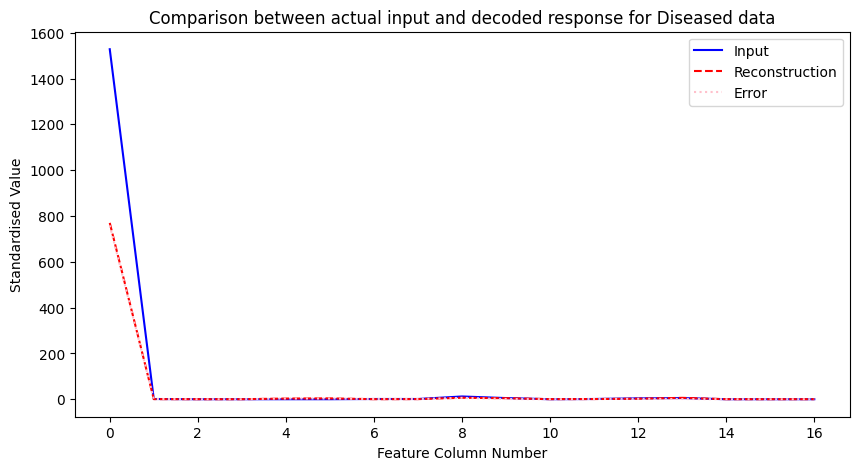 Comparison between actual input and decoded response for Diseased data
1600
1400
1200
1000
800
600
400
200
0
Standardised Value
Input
Reconstruction
Error
0 2 4 6 8 10 12 14 16
Feature Column Number